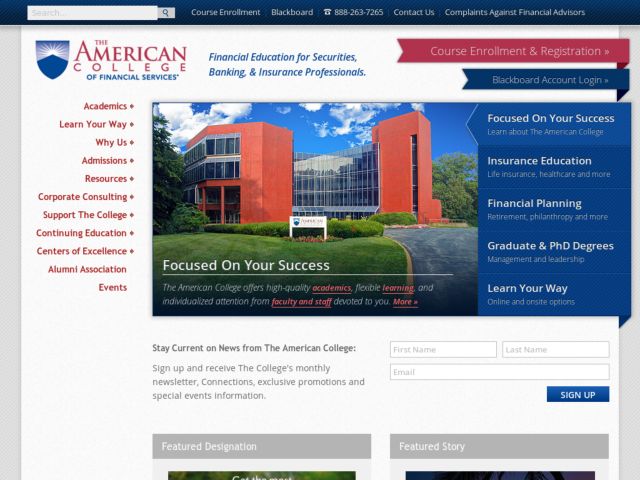 Search...
Course Enrollment
Blackboard
888-263-7265
Contact Us
Complaints Against Financial Advisors
THE
AMERICAN
COLLEGE
OF FINANCIAL SERVICES
Financial Education for Securities,
Banking, & Insurance Professionals.
Course Enrollment & Registration »
Blackboard Account Login »
Academics
Learn Your Way
Why Us
Admissions
Resources
Corporate Consulting
Support The College
Continuing Education
Centers of Excellence
Alumni Association
Events
AMERICAN
Focused On Your Success
The American College offers high-quality academics, flexible learning, and
individualized attention from faculty and staff devoted to you. More »
Focused On Your Success
Learn about The American College
Insurance Education
Life insurance, healthcare and more
Financial Planning
Retirement, philanthropy and more
Graduate & PhD Degrees
Management and leadership
Learn Your Way
Online and onsite options
Stay Current on News from The American College:
Sign up and receive The College's monthly
newsletter, Connections, exclusive promotions and
special events information.
First Name
Last Name
Email
SIGN UP
Featured Designation
Get the most
Featured Story